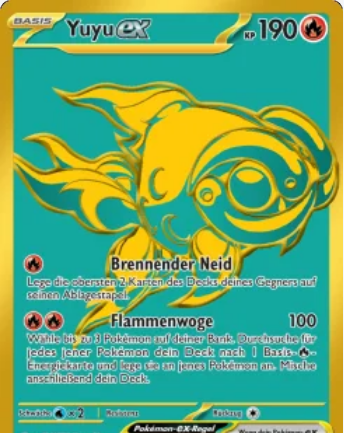 BASIS Yuyu ex KP 190
Brennender Neid
Lege die obersten 2 Karten des Decks deines Gegners auf
seinen Ablagestapel.
Flammenwoge 100
Wähle bis zu 3 Pokémon auf deiner Bank. Durchsuche für
jedes jener Pokémon dein Deck nach 1 Basis-
Energiekarte und lege sie an jenes Pokémon an. Mische
anschließend dein Deck.
Schwäche ×2 Resistenz Rückzug
Pokémon-ex-Regel